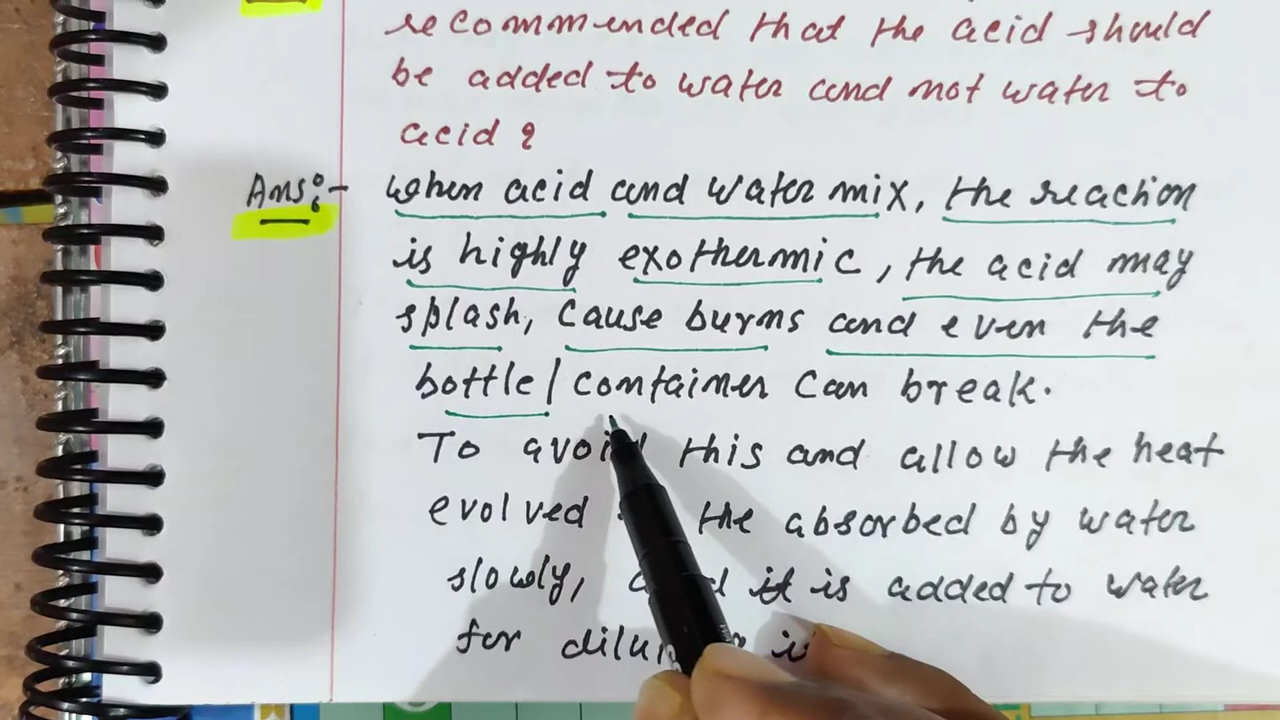 recommended that the acid should
be added to water and not water to
acid ?
Ans:- when acid and water mix, the reaction
is highly exothermic, the acid may
splash, cause burns and even the
bottle/container can break.
To avoid this and allow the heat
evolved the absorbed by water
slowly, it is added to water
for